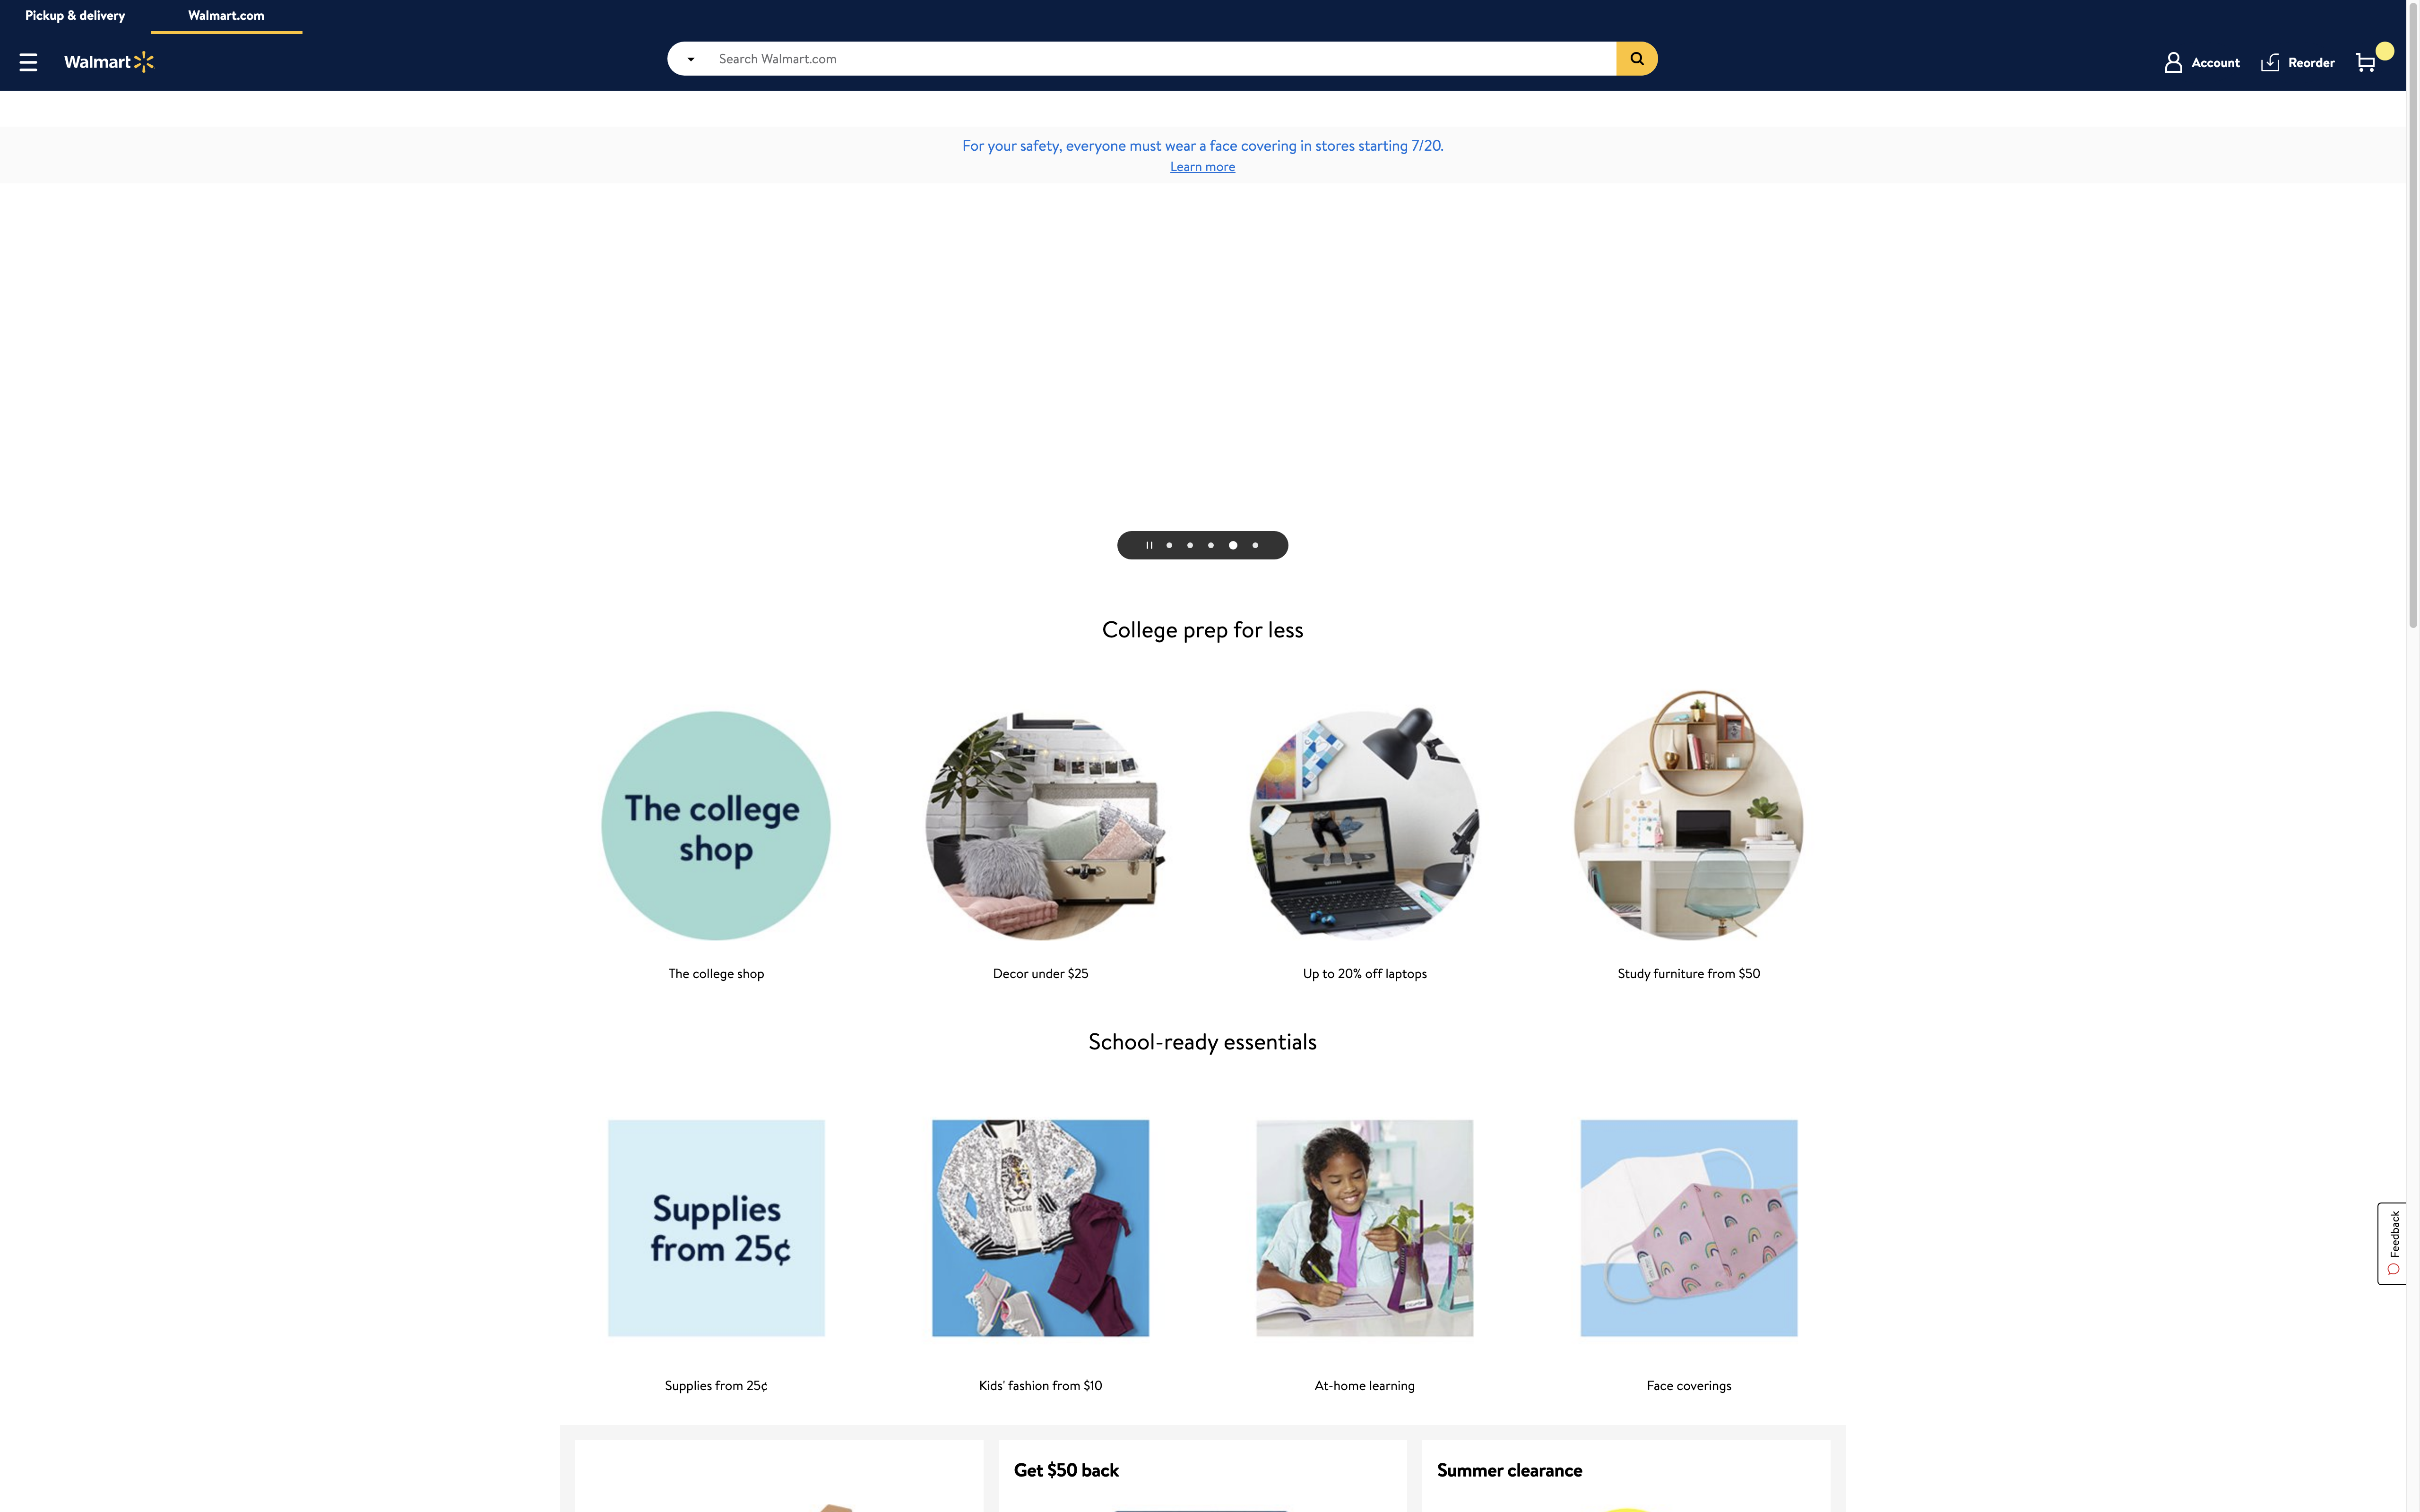 Pickup & delivery
Walmart.com
Walmart
Search Walmart.com
Account
Reorder
For your safety, everyone must wear a face covering in stores starting 7/20.
Learn more
College prep for less
The college
shop
The college shop
Decor under $25
Up to 20% off laptops
Study furniture from $50
School-ready essentials
Supplies
from 25¢
FEARLESS
Supplies from 25¢
Kids' fashion from $10
At-home learning
Face coverings
Feedback
Get $50 back
Summer clearance